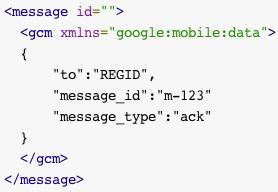 <message id="">
<gcm xmlns="google:mobile:data">
{
"to":"REGID",
"message_id":"m-123"
"message_type":"ack"
}
</gcm>
</message>